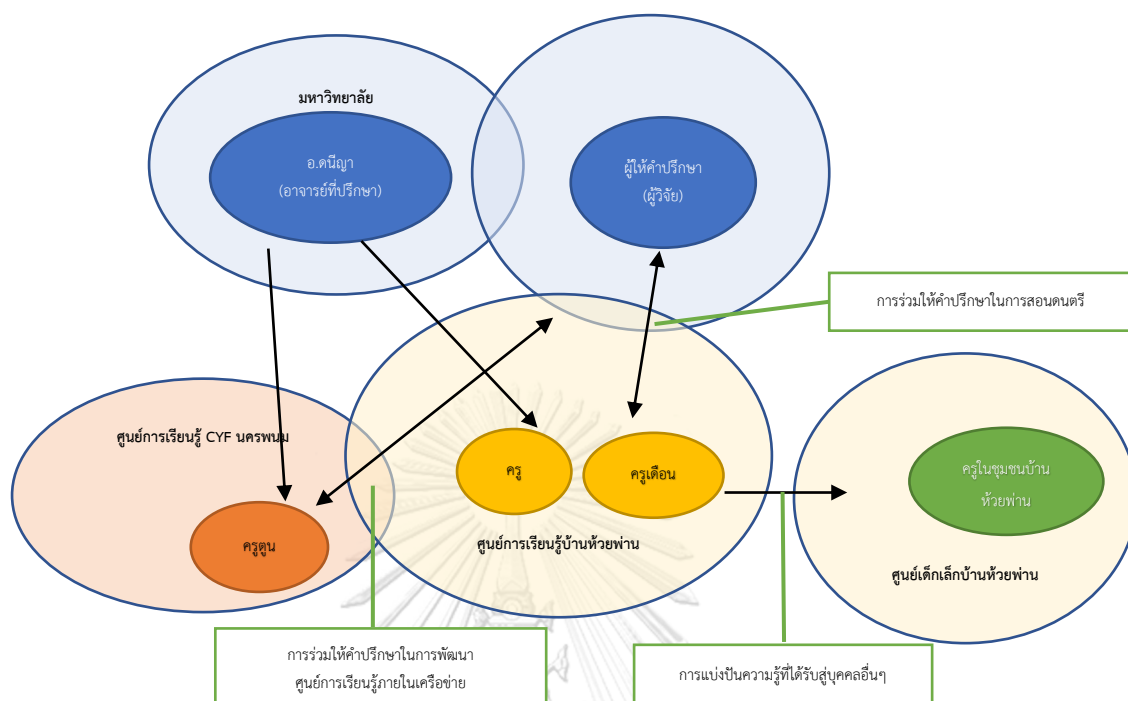 มหาวิทยาลัย
อ.ดนีญา
(อาจารย์ที่ปรึกษา)
ผู้ให้คำปรึกษา
(ผู้วิจัย)
การร่วมให้คำปรึกษาในการสอนดนตรี
ศูนย์การเรียนรู้ CYF นครพนม
ครูตูน
ครู
ครูเดือน
ศูนย์การเรียนรู้บ้านห้วยพ่าน
ครูในชุมชนบ้าน
ห้วยพ่าน
ศูนย์เด็กเล็กบ้านห้วยพ่าน
การร่วมให้คำปรึกษาในการพัฒนา
ศูนย์การเรียนรู้ภายในเครือข่าย
การแบ่งปันความรู้ที่ได้รับสู่บุคคลอื่นๆ